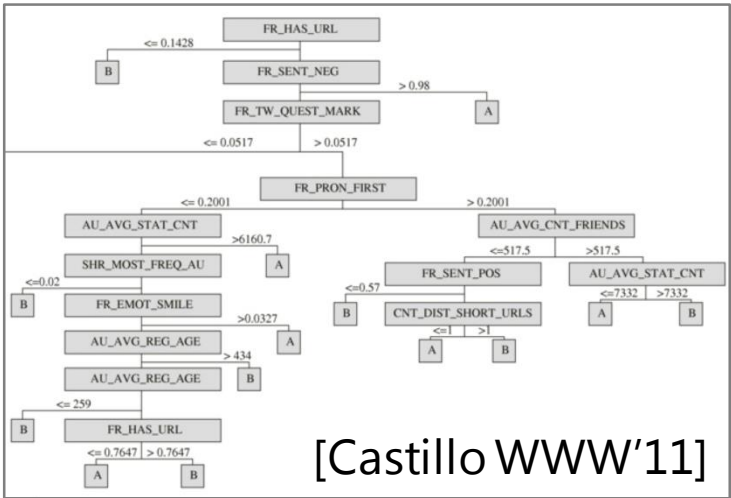 FR_HAS_URL
<= 0.1428
B
FR_SENT_NEG
> 0.98
FR_TW_QUEST_MARK
A
<= 0.0517 > 0.0517
FR_PRON_FIRST
<= 0.2001 > 0.2001
AU_AVG_STAT_CNT AU_AVG_CNT_FRIENDS
>6160.7 <=517.5 >517.5
SHR_MOST_FREQ_AU A FR_SENT_POS AU_AVG_STAT_CNT
<=0.02 <=0.57 <=7332 >7332
B FR_EMOT_SMILE B CNT_DIST_SHORT_URLS A B
>0.0327 <=1 >1
AU_AVG_REG_AGE A A B
> 434
AU_AVG_REG_AGE B
<= 259
B FR_HAS_URL
<= 0.7647 > 0.7647
A B
[Castillo WWW'11]